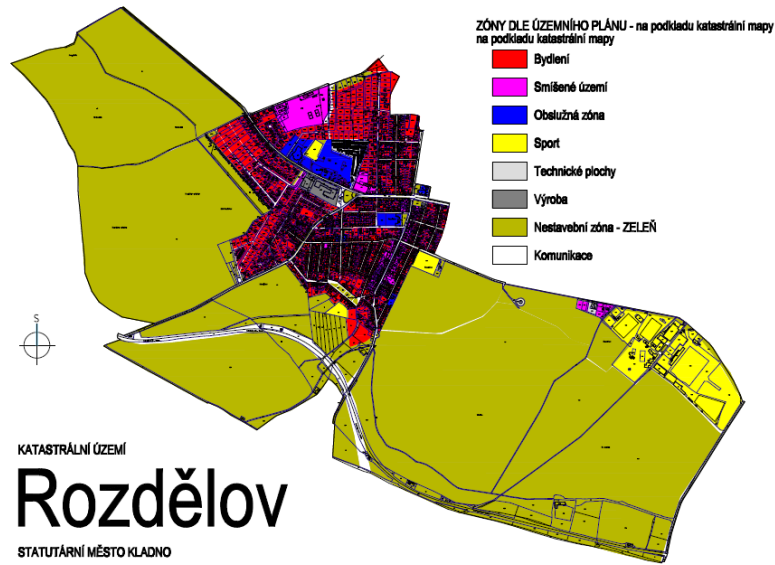 ZÓNY DLE ÚZEMNÍHO PLÁNU - na podkladu katastrální mapy
na podkladu katastrální mapy
Bydlení
Smíšené území
Obslužná zóna
Sport
Technické plochy
Výroba
Nestavební zóna - ZELEŇ
Komunikace
S
KATASTRÁLNÍ ÚZEMÍ
Rozdělov
STATUTÁRNÍ MĚSTO KLADNO